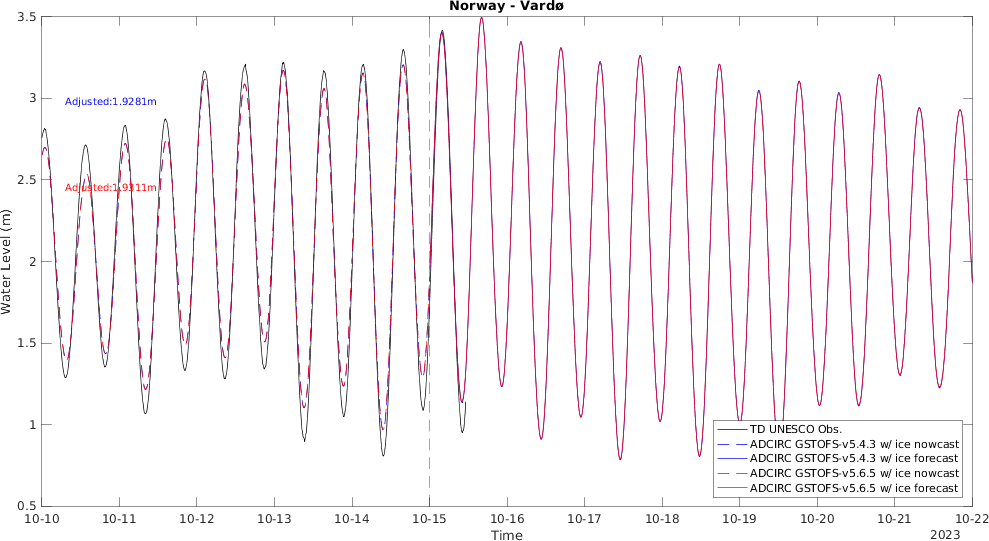 Norway - Vardø
3.5
3
2.5
2
1.5
1
0.5
Water Level (m)
Adjusted:1.9281m
Adjusted:1.9311m
TD UNESCO Obs.
ADCIRC GSTOFS-v5.4.3 w/ ice nowcast
ADCIRC GSTOFS-v5.4.3 w/ ice forecast
ADCIRC GSTOFS-v5.6.5 w/ ice nowcast
ADCIRC GSTOFS-v5.6.5 w/ ice forecast
10-10 10-11 10-12 10-13 10-14 10-15 10-16 10-17 10-18 10-19 10-20 10-21 10-22
Time
2023